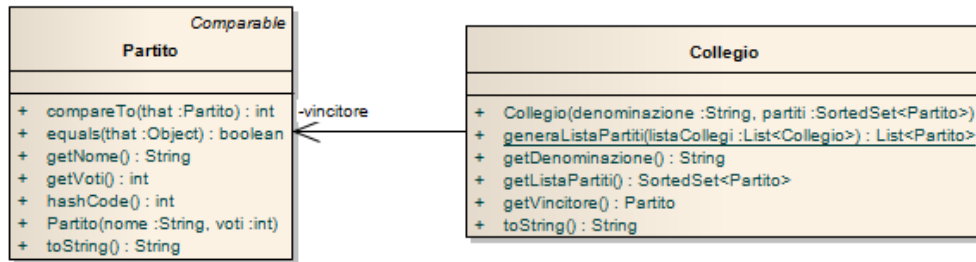 Comparable
Partito
+ compareTo(that :Partito) : int
+ equals(that :Object) : boolean
+ getNome() : String
+ getVoti() : int
+ hashCode() : int
+ Partito(nome :String, voti :int)
+ toString() : String
-vincitore
Collegio
+ Collegio(denominazione :String, partiti :SortedSet<Partito>)
+ generaListaPartiti(listaCollegi :List<Collegio>) : List<Partito>
+ getDenominazione() : String
+ getListaPartiti() : SortedSet<Partito>
+ getVincitore() : Partito
+ toString() : String